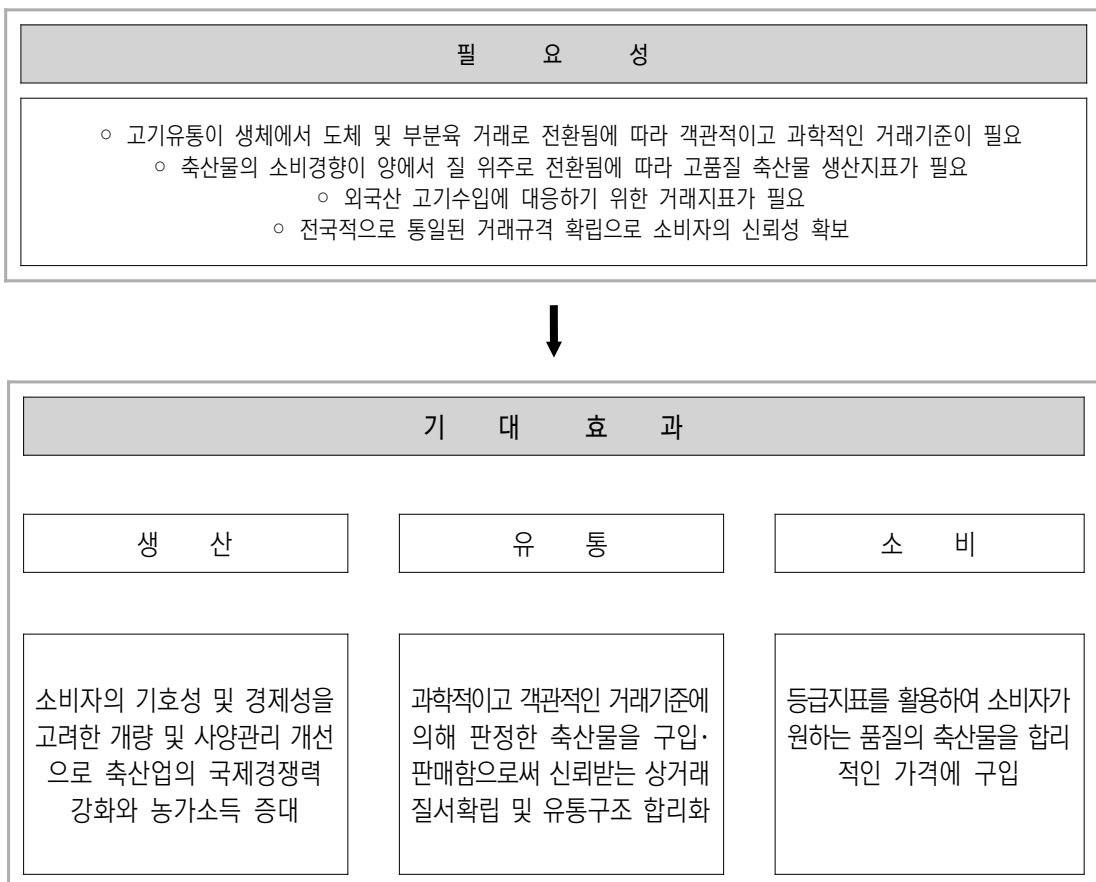 필 요 성
○ 고기유통이 생체에서 도체 및 부분육 거래로 전환됨에 따라 객관적이고 과학적인 거래기준이 필요
○ 축산물의 소비경향이 양에서 질 위주로 전환됨에 따라 고품질 축산물 생산지표가 필요
○ 외국산 고기수입에 대응하기 위한 거래지표가 필요
○ 전국적으로 통일된 거래규격 확립으로 소비자의 신뢰성 확보
기 대 효 과
생 산
유 통
소 비
소비자의 기호성 및 경제성을
고려한 개량 및 사양관리 개선
으로 축산업의 국제경쟁력
강화와 농가소득 증대
과학적이고 객관적인 거래기준에
의해 판정한 축산물을 구입·
판매함으로써 신뢰받는 상거래
질서확립 및 유통구조 합리화
등급지표를 활용하여 소비자가
원하는 품질의 축산물을 합리
적인 가격에 구입